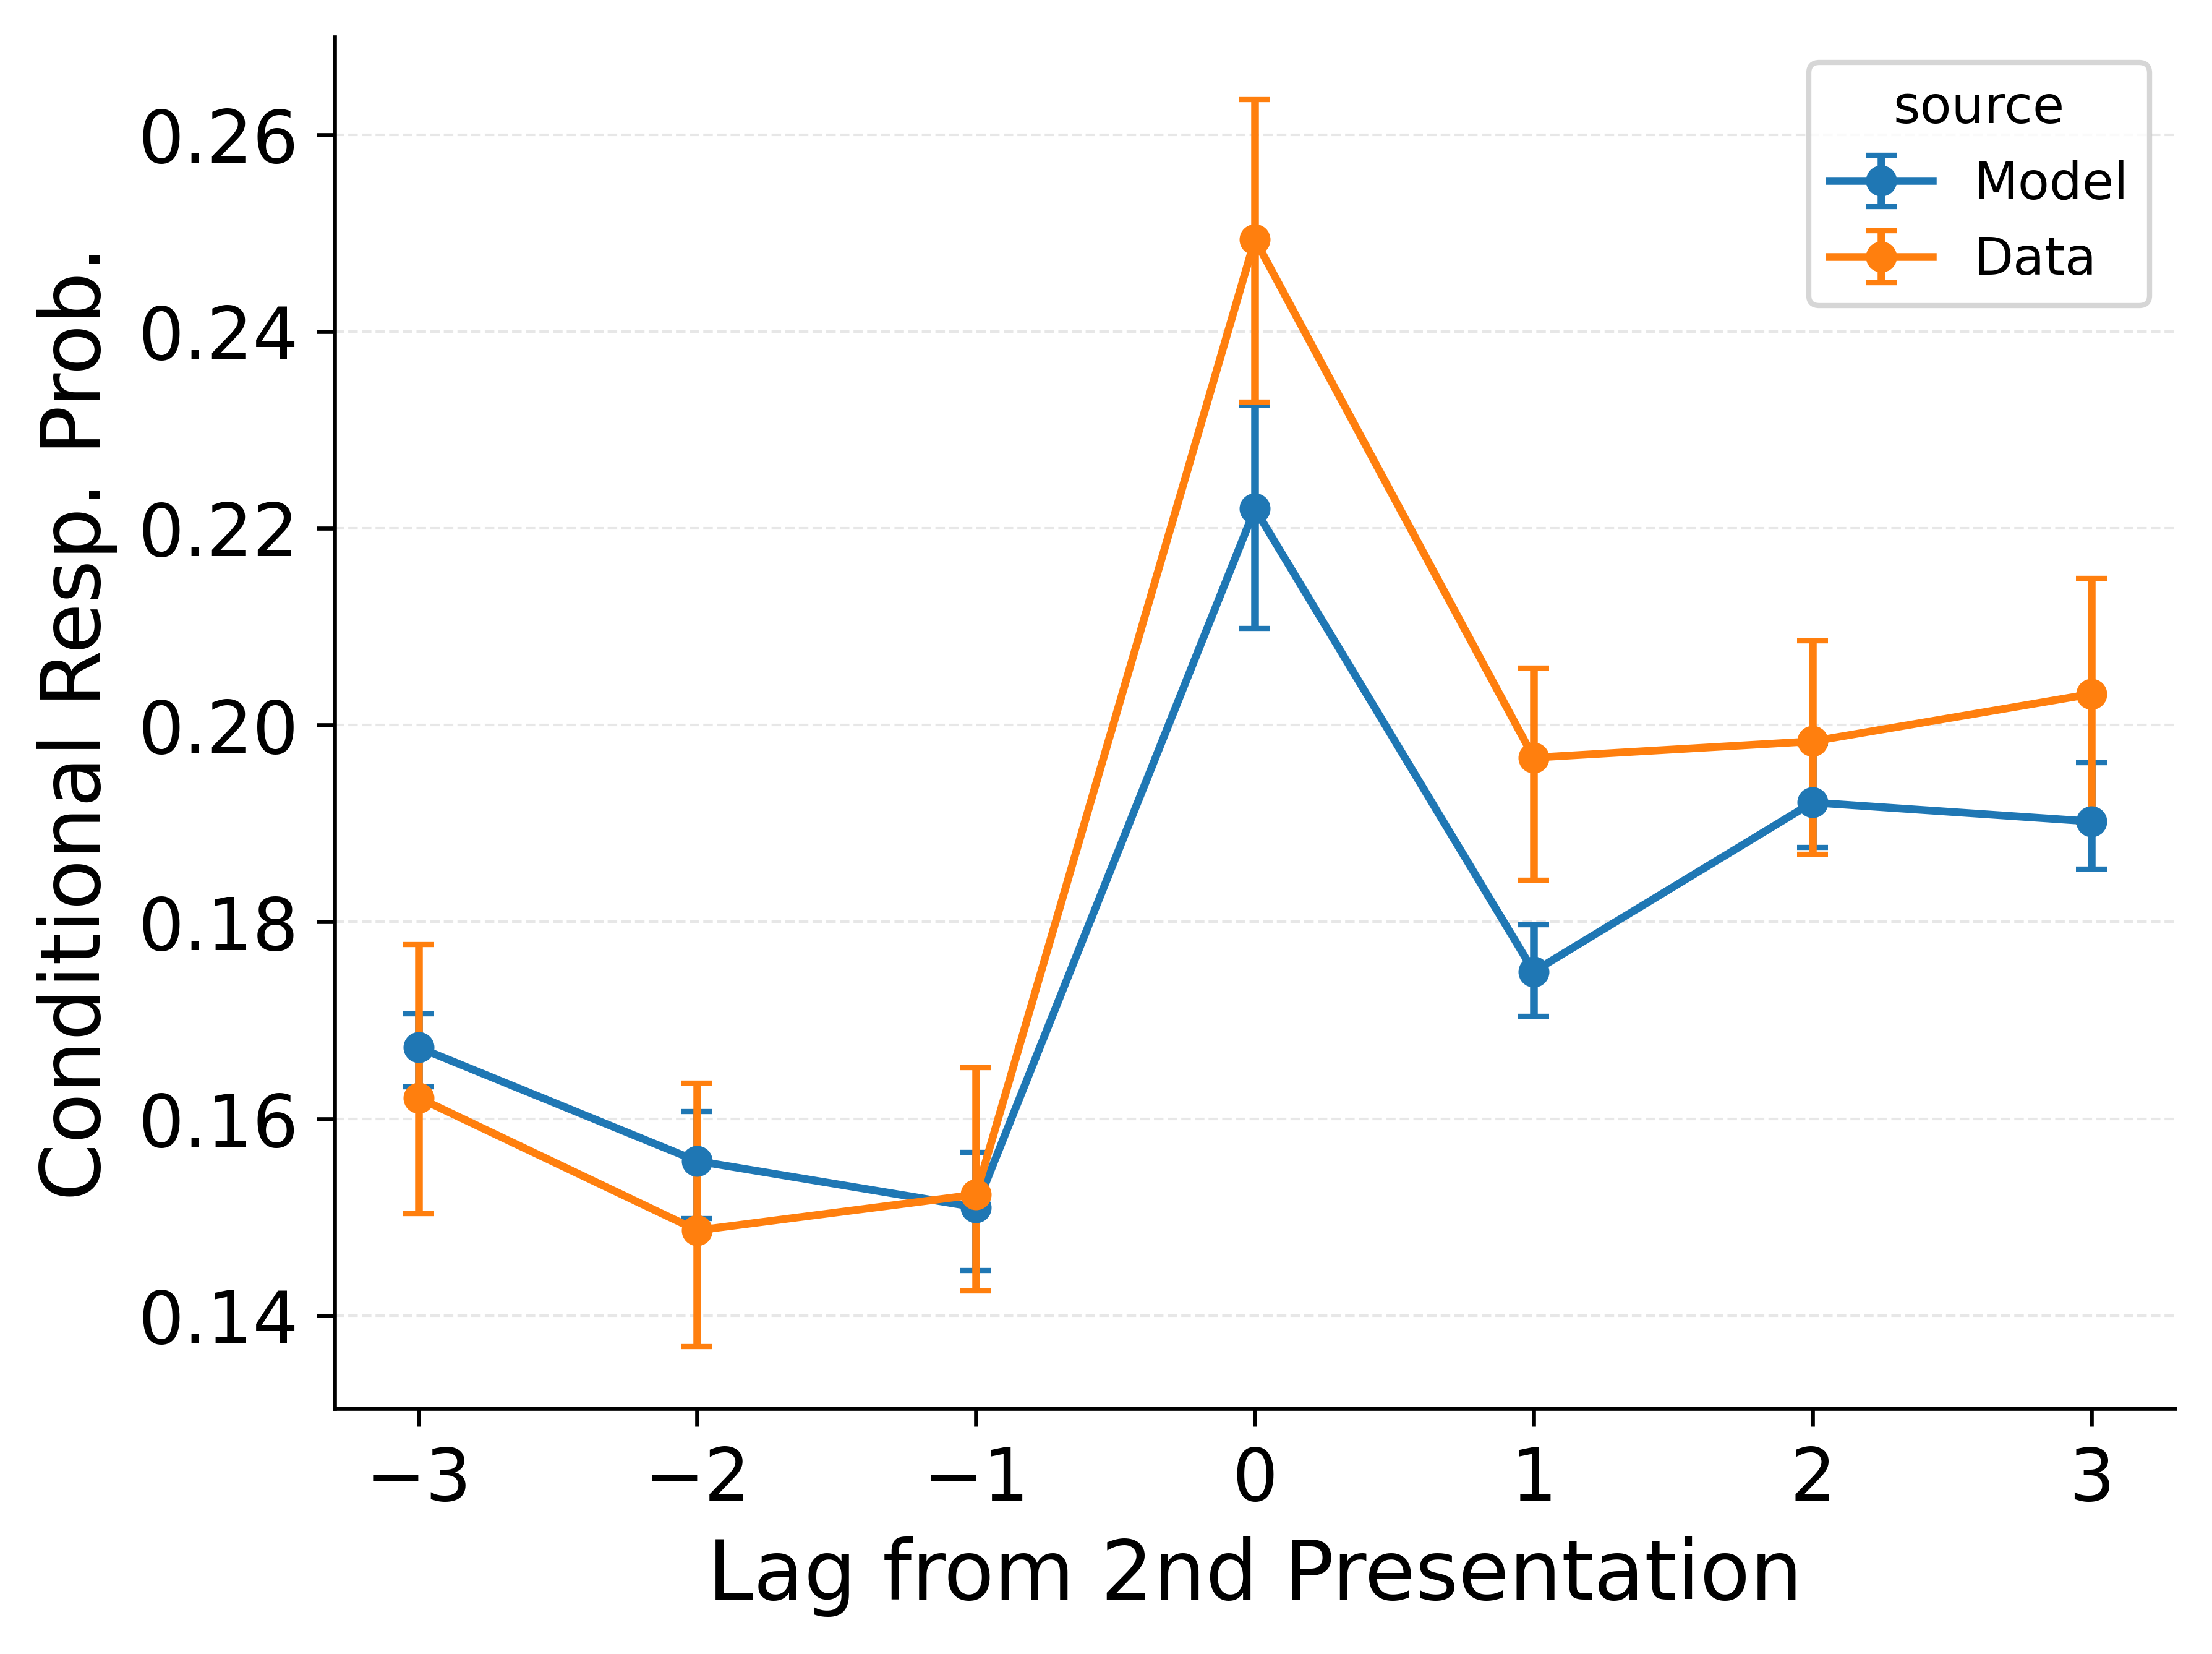 source
Model
Data
Conditional Resp. Prob.
0.26
0.24
0.22
0.20
0.18
0.16
0.14
−3 −2 −1 0 1 2 3
Lag from 2nd Presentation